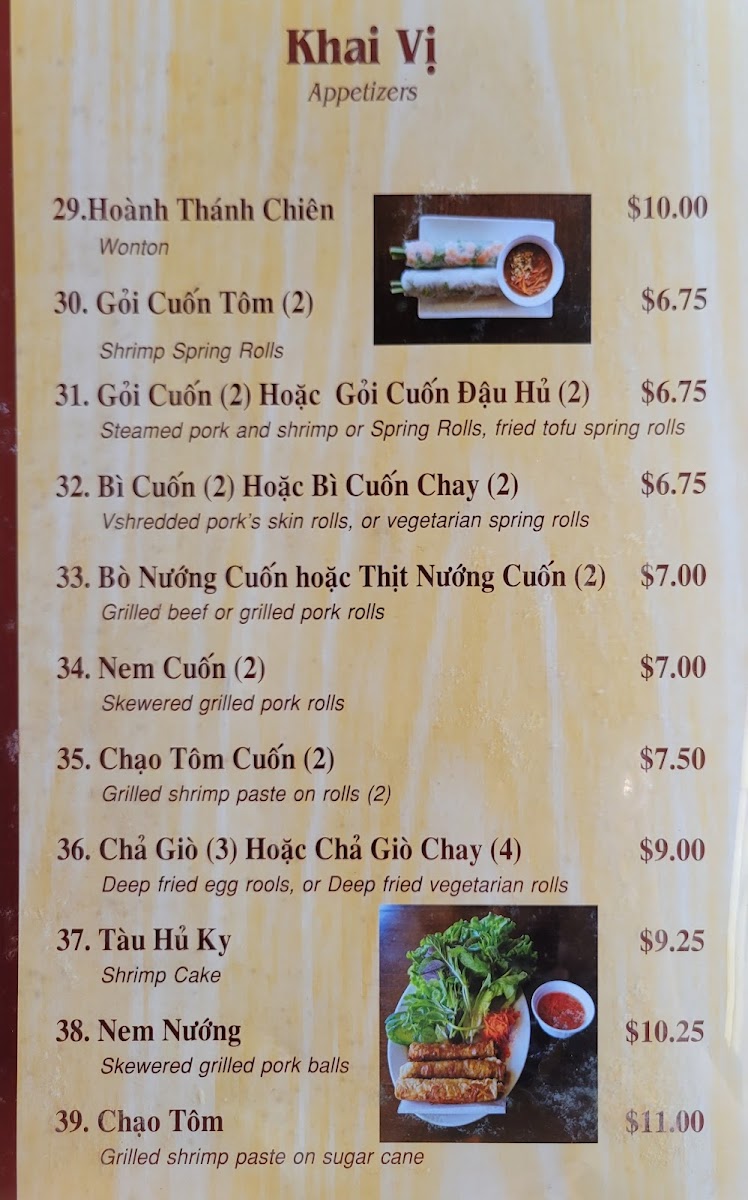 Khai Vị
Appetizers
29.Hoành Thánh Chiên $10.00
Wonton
30. Gỏi Cuốn Tôm (2) $6.75
Shrimp Spring Rolls
31. Gỏi Cuốn (2) Hoặc Gỏi Cuốn Đậu Hủ (2) $6.75
Steamed pork and shrimp or Spring Rolls, fried tofu spring rolls
32. Bì Cuốn (2) Hoặc Bì Cuốn Chay (2) $6.75
Vshredded pork's skin rolls, or vegetarian spring rolls
33. Bò Nướng Cuốn hoặc Thịt Nướng Cuốn (2) $7.00
Grilled beef or grilled pork rolls
34. Nem Cuốn (2) $7.00
Skewered grilled pork rolls
35. Chạo Tôm Cuốn (2) $7.50
Grilled shrimp paste on rolls (2)
36. Chả Giò (3) Hoặc Chả Giò Chay (4) $9.00
Deep fried egg rools, or Deep fried vegetarian rolls
37. Tàu Hủ Ky $9.25
Shrimp Cake
38. Nem Nướng $10.25
Skewered grilled pork balls
39. Chạo Tôm $11.00
Grilled shrimp paste on sugar cane